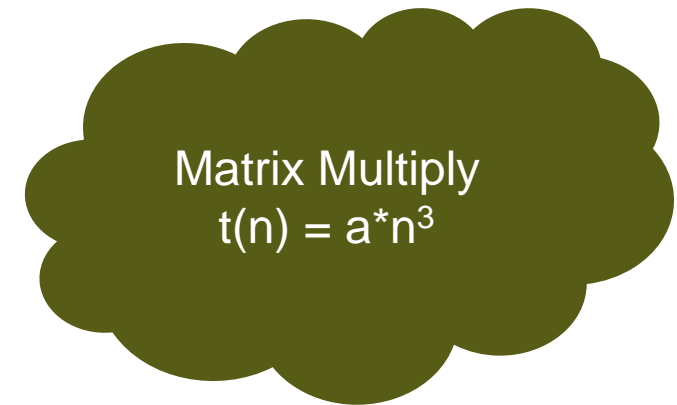 Matrix Multiply
t(n) = a*n³